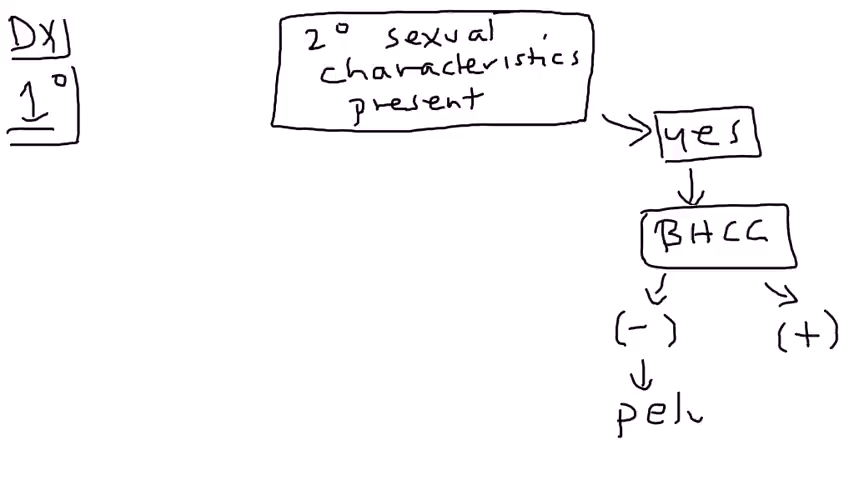 DX
1°
2° sexual
characteristics
present
yes
BHCG
(-)
(+)
pelv